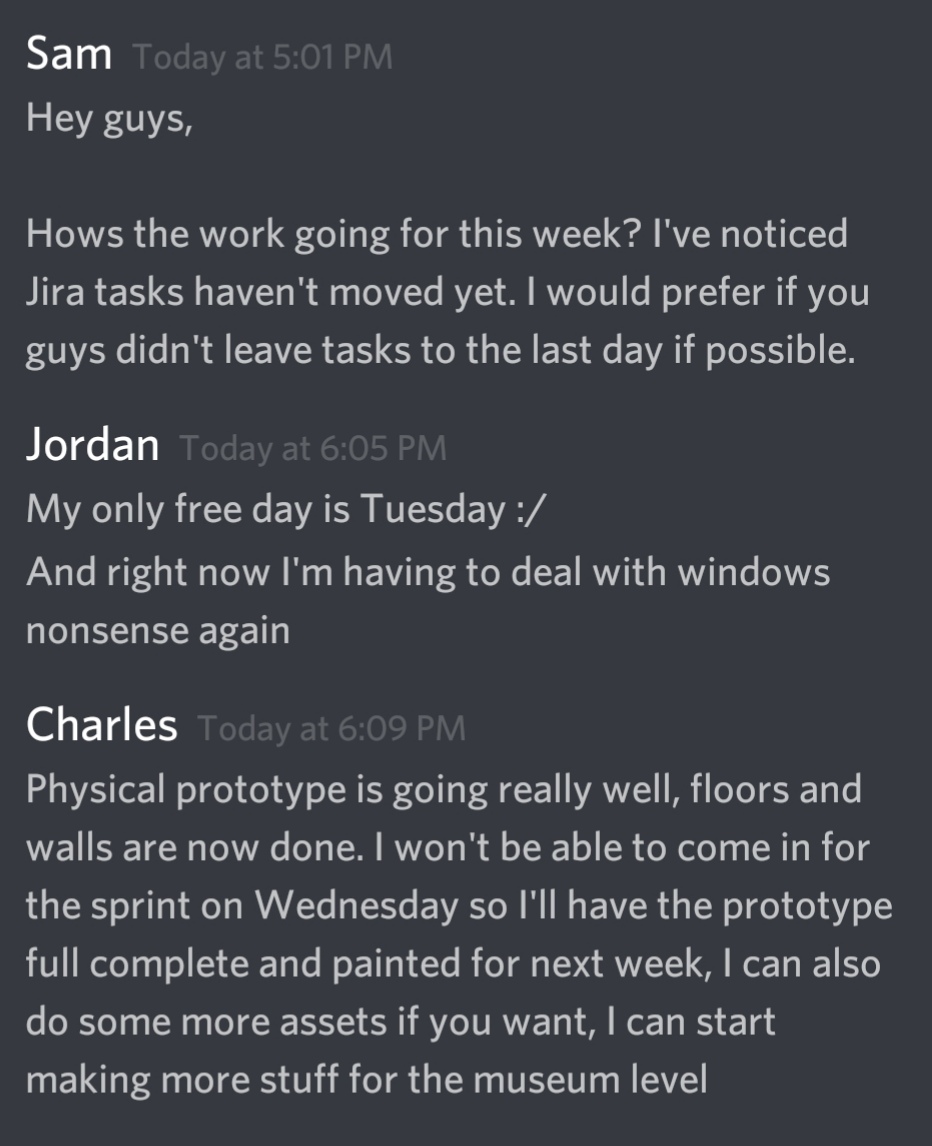 Sam Today at 5:01 PM
Hey guys,
Hows the work going for this week? I've noticed
Jira tasks haven't moved yet. I would prefer if you
guys didn't leave tasks to the last day if possible.
Jordan Today at 6:05 PM
My only free day is Tuesday :/
And right now I'm having to deal with windows
nonsense again
Charles Today at 6:09 PM
Physical prototype is going really well, floors and
walls are now done. I won't be able to come in for
the sprint on Wednesday so I'll have the prototype
full complete and painted for next week, I can also
do some more assets if you want, I can start
making more stuff for the museum level